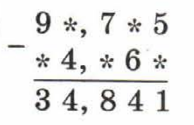 9 *, 7 * 5
−
* 4, * 6 *
3 4, 8 4 1